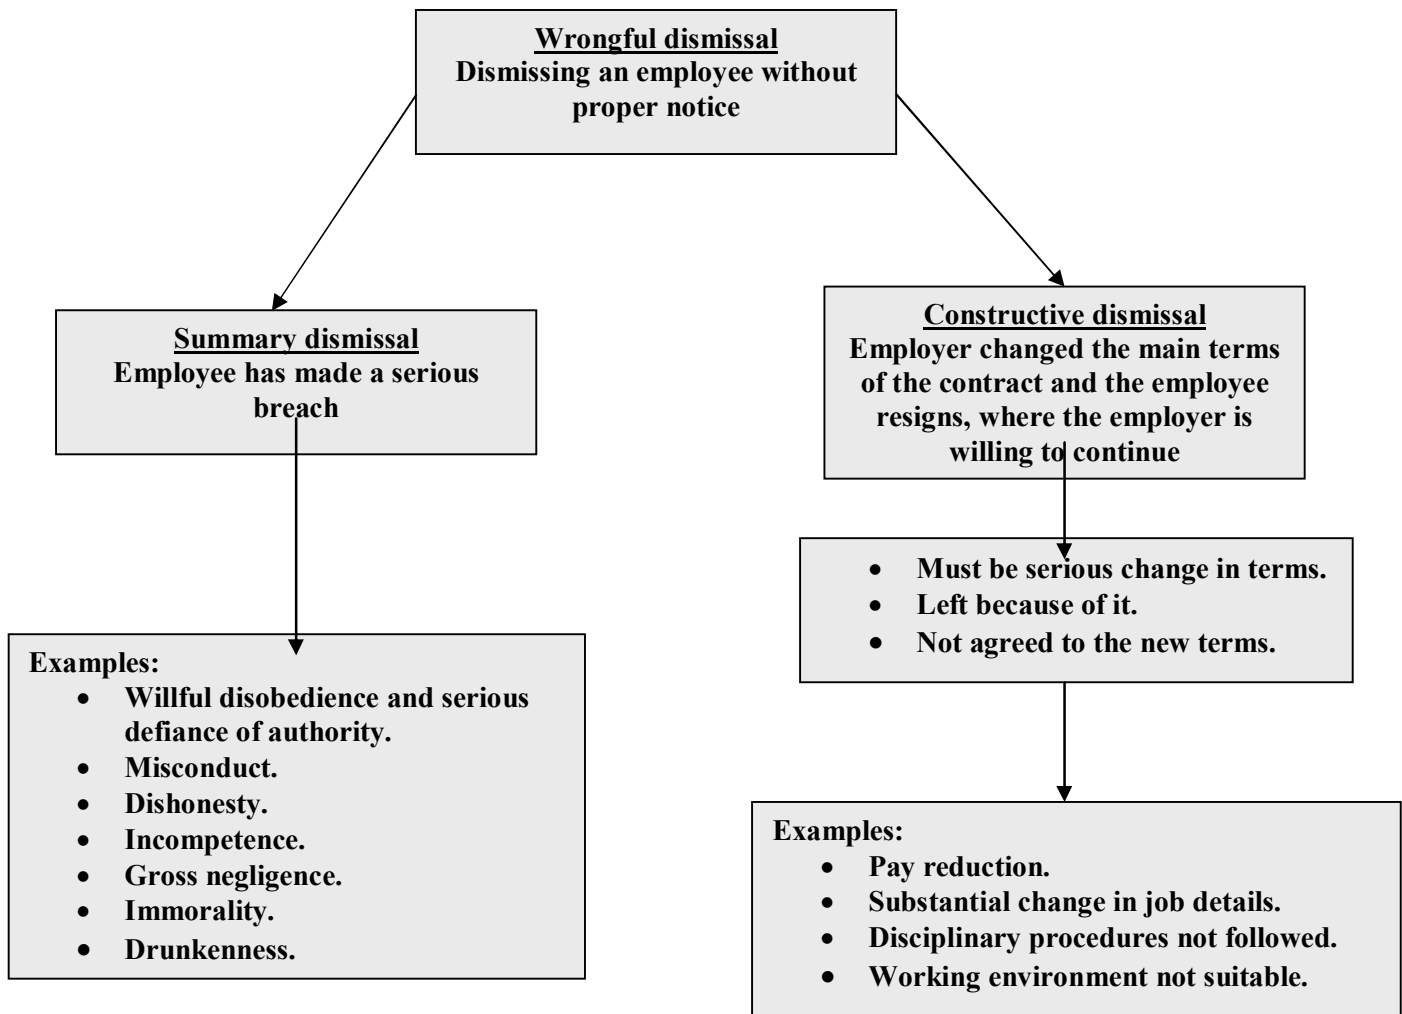 Wrongful dismissal
Dismissing an employee without
proper notice
Summary dismissal
Employee has made a serious
breach
Constructive dismissal
Employer changed the main terms
of the contract and the employee
resigns, where the employer is
willing to continue
• Must be serious change in terms.
• Left because of it.
• Not agreed to the new terms.
Examples:
• Willful disobedience and serious
defiance of authority.
• Misconduct.
• Dishonesty.
• Incompetence.
• Gross negligence.
• Immorality.
• Drunkenness.
Examples:
• Pay reduction.
• Substantial change in job details.
• Disciplinary procedures not followed.
• Working environment not suitable.